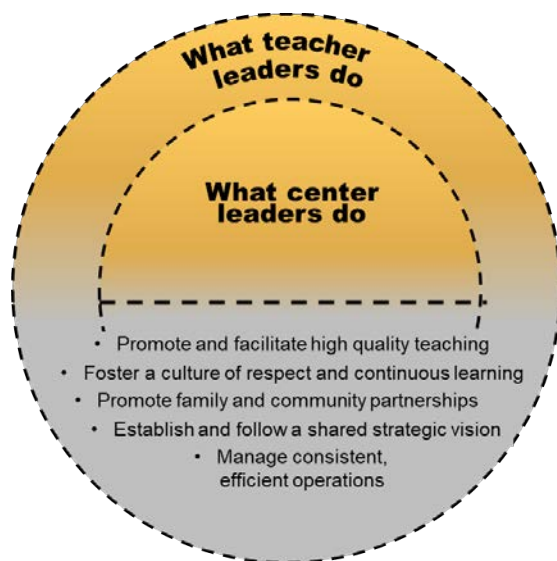 What teacher
leaders do
What center
leaders do
• Promote and facilitate high quality teaching
• Foster a culture of respect and continuous learning
• Promote family and community partnerships
• Establish and follow a shared strategic vision
• Manage consistent,
efficient operations